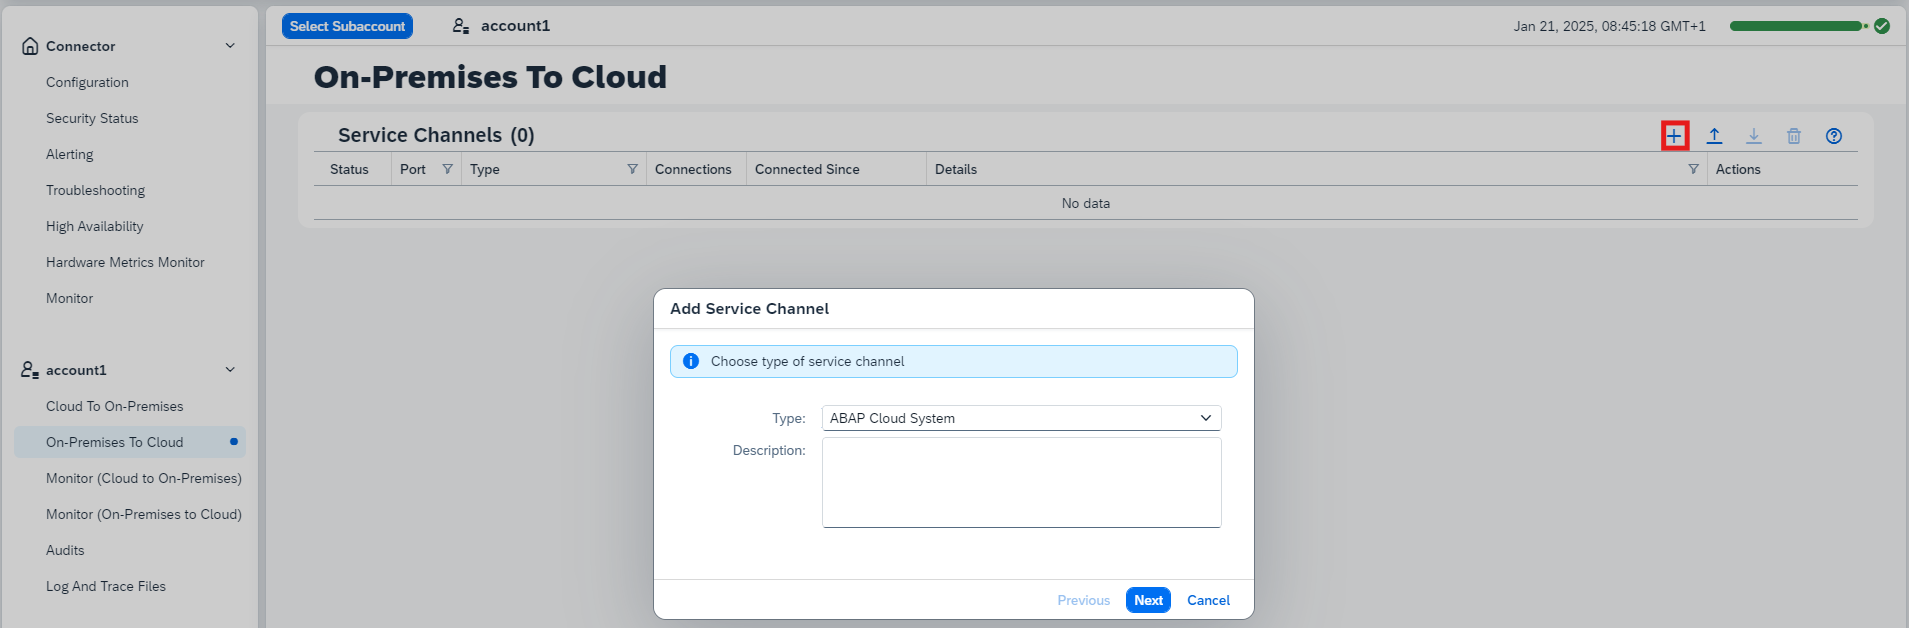 Connector
Configuration
Security Status
Alerting
Troubleshooting
High Availability
Hardware Metrics Monitor
Monitor
account1
Cloud To On-Premises
On-Premises To Cloud
Monitor (Cloud to On-Premises)
Monitor (On-Premises to Cloud)
Audits
Log And Trace Files
Select Subaccount account1 Jan 21, 2025, 08:45:18 GMT+1
On-Premises To Cloud
Service Channels (0)
Status Port Type Connections Connected Since Details Actions
No data
Add Service Channel
Choose type of service channel
Type: ABAP Cloud System
Description:
Previous Next Cancel